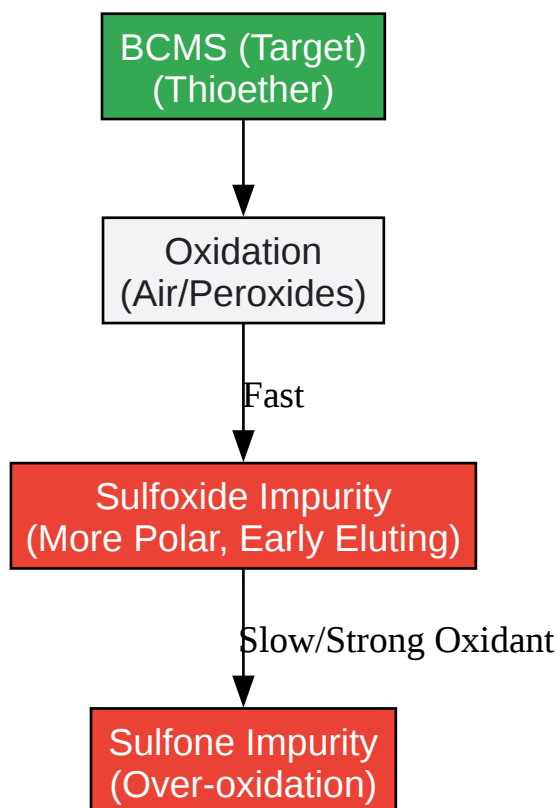 BCMS (Target)
(Thioether)
Oxidation
(Air/Peroxides)
Fast
Sulfoxide Impurity
(More Polar, Early Eluting)
Slow/Strong Oxidant
Sulfone Impurity
(Over-oxidation)